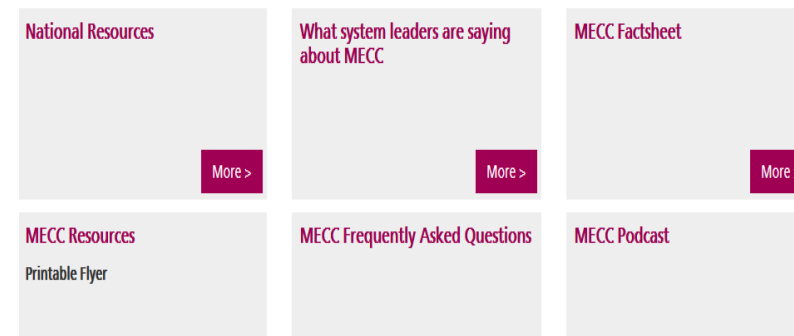 National Resources
What system leaders are saying
about MECC
MECC Factsheet
More >
More >
More
MECC Resources
MECC Frequently Asked Questions
MECC Podcast
Printable Flyer